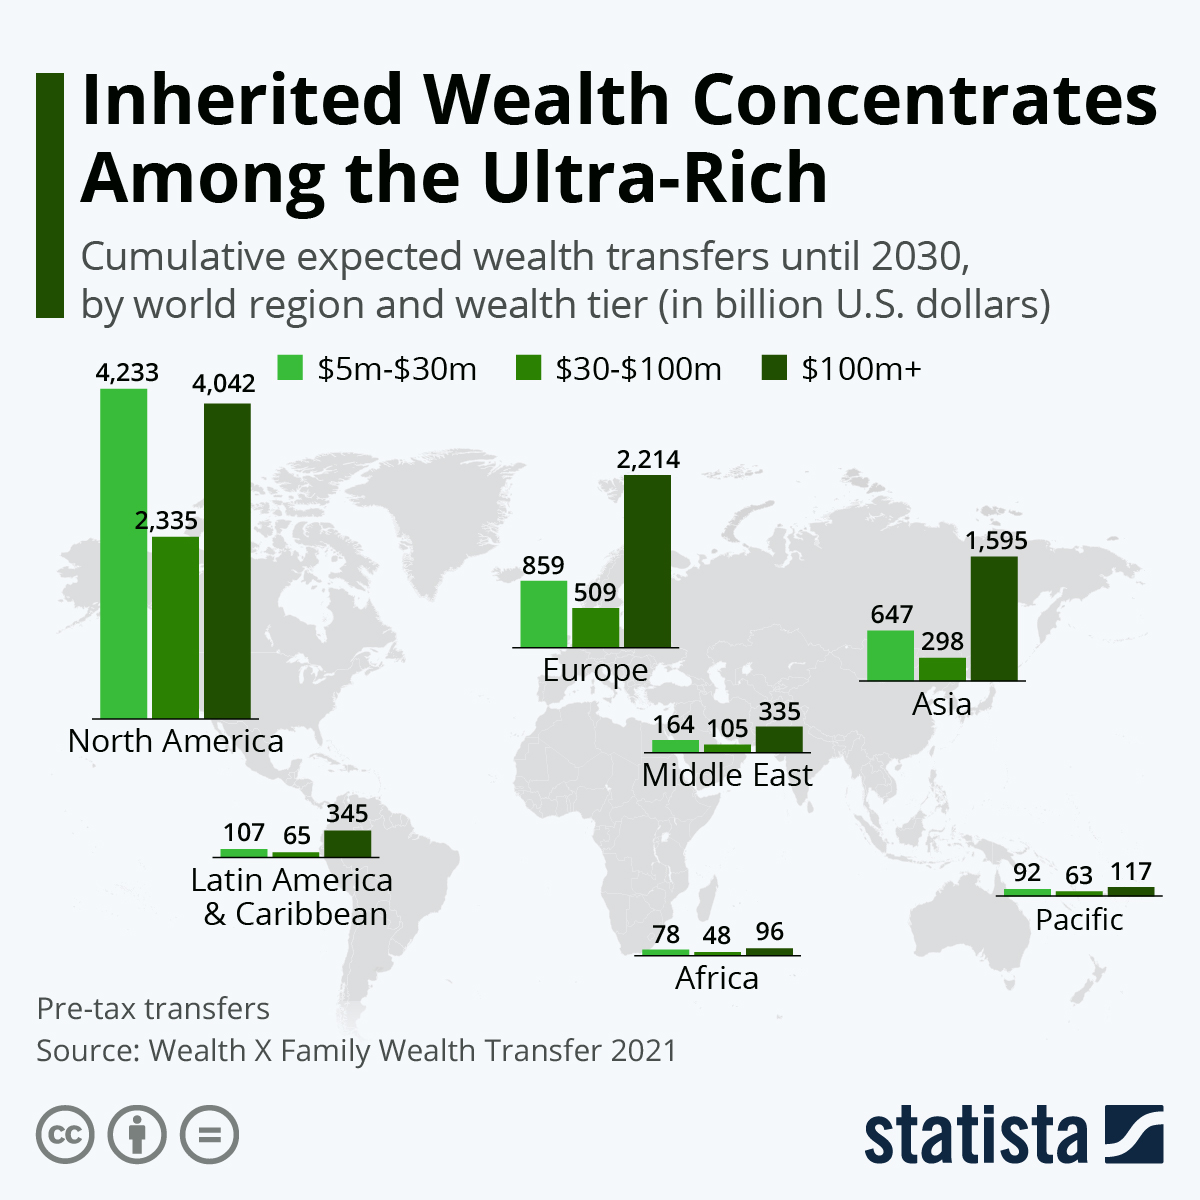 Inherited Wealth Concentrates
Among the Ultra-Rich
Cumulative expected wealth transfers until 2030,
by world region and wealth tier (in billion U.S. dollars)
$5m-$30m $30-$100m $100m+
4,233 2,335 4,042
North America
859 509 2,214
Europe
647 298 1,595
Asia
164 105 335
Middle East
107 65 345
Latin America
& Caribbean
92 63 117
Pacific
78 48 96
Africa
Pre-tax transfers
Source: Wealth X Family Wealth Transfer 2021
cc =
statista